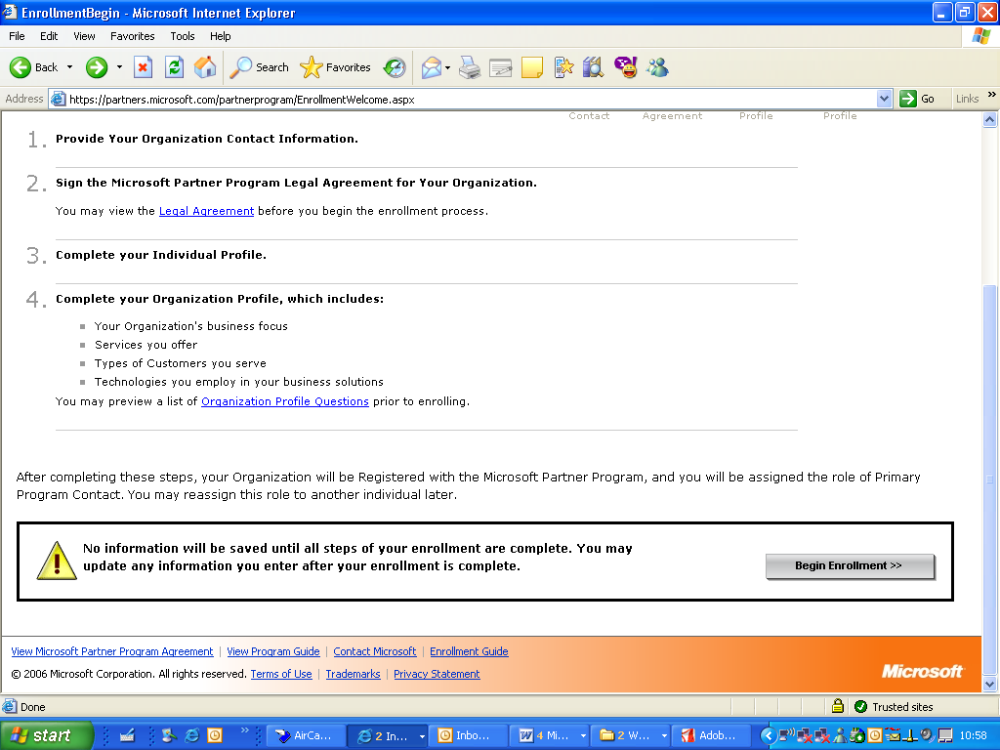 EnrollmentBegin - Microsoft Internet Explorer
File Edit View Favorites Tools Help
Back Search Favorites
Address https://partners.microsoft.com/partnerprogram/EnrollmentWelcome.aspx Go Links »
Contact Agreement Profile Profile
1. Provide Your Organization Contact Information.
2. Sign the Microsoft Partner Program Legal Agreement for Your Organization.
You may view the Legal Agreement before you begin the enrollment process.
3. Complete your Individual Profile.
4. Complete your Organization Profile, which includes:
Your Organization's business focus
Services you offer
Types of Customers you serve
Technologies you employ in your business solutions
You may preview a list of Organization Profile Questions prior to enrolling.
After completing these steps, your Organization will be Registered with the Microsoft Partner Program, and you will be assigned the role of Primary
Program Contact. You may reassign this role to another individual later.
No information will be saved until all steps of your enrollment are complete. You may
update any information you enter after your enrollment is complete.
Begin Enrollment >>
View Microsoft Partner Program Agreement | View Program Guide | Contact Microsoft | Enrollment Guide
© 2006 Microsoft Corporation. All rights reserved. Terms of Use | Trademarks | Privacy Statement
Microsoft
Done Trusted sites
start » AirCa... 2 In... Inbo... 4 Mi... 2 W... Adob... 10:58